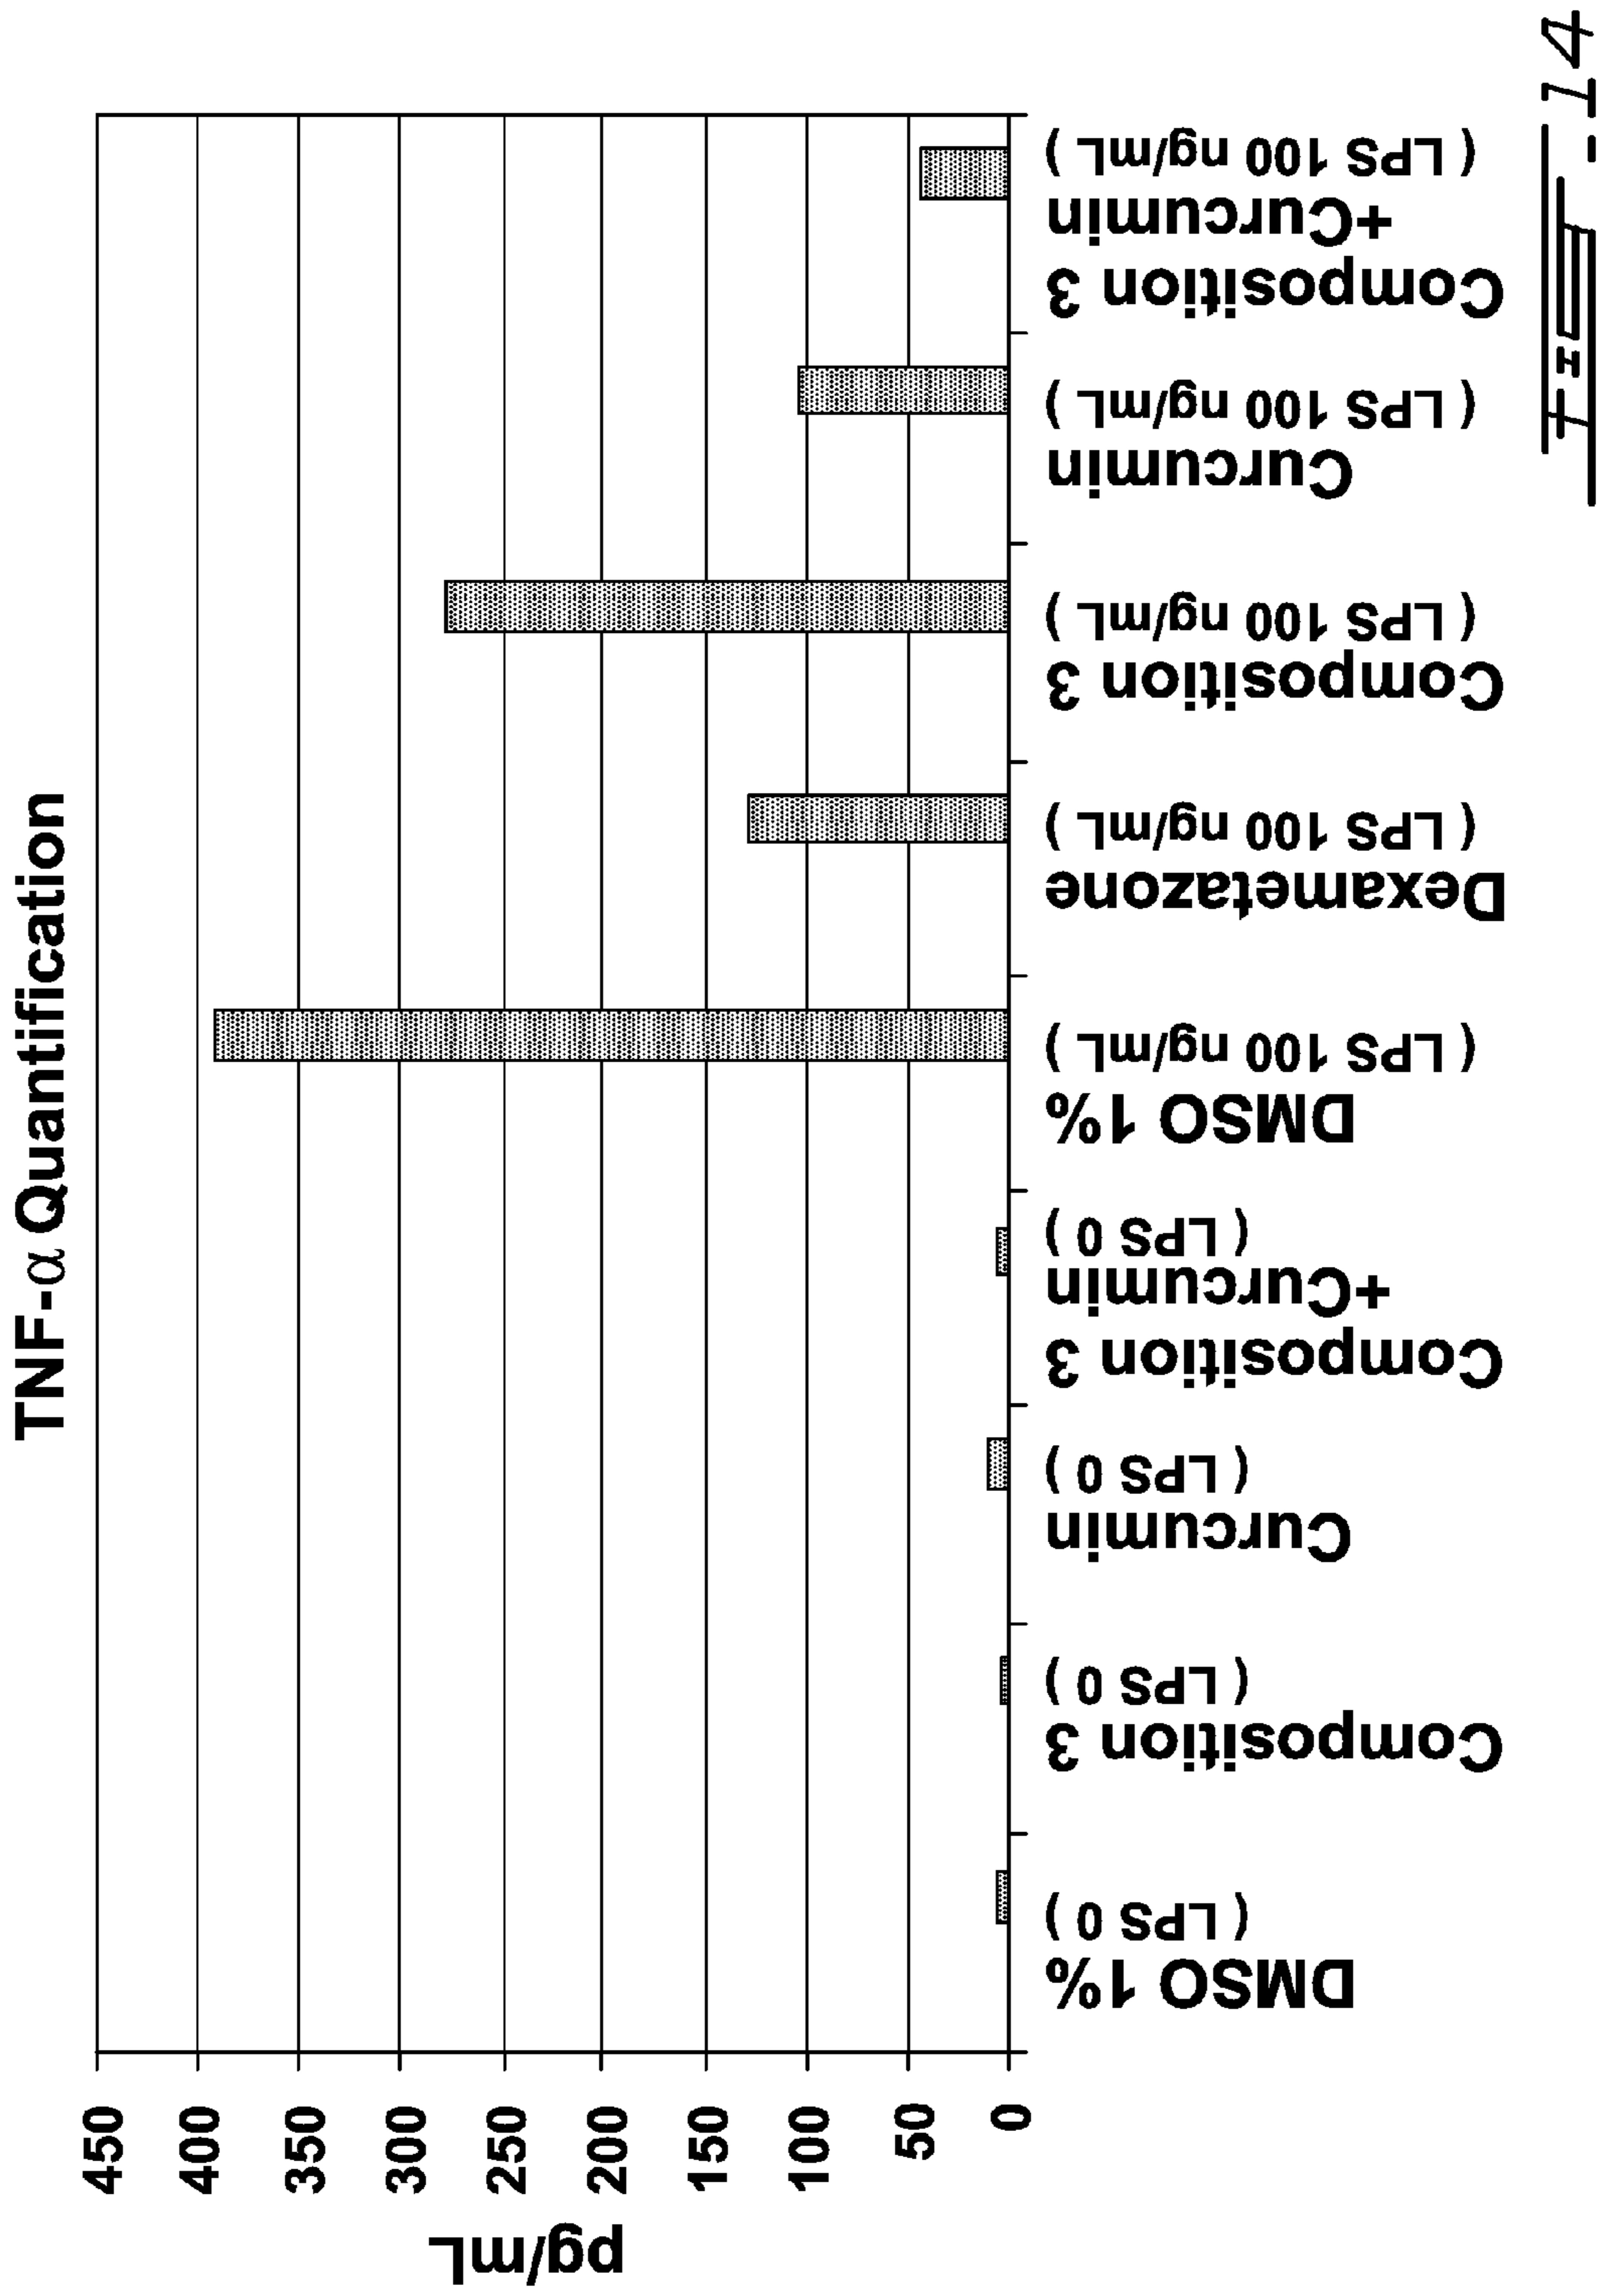 TNF-α Quantification
pg/mL
450
400
350
300
250
200
150
100
50
0
DMSO 1%
( LPS 0 )
Composition 3
( LPS 0 )
Curcumin
( LPS 0 )
Composition 3
+Curcumin
( LPS 0 )
DMSO 1%
( LPS 100 ng/mL )
Dexametazone
( LPS 100 ng/mL )
Composition 3
( LPS 100 ng/mL )
Curcumin
( LPS 100 ng/mL )
Composition 3
+Curcumin
( LPS 100 ng/mL )
FIG-14